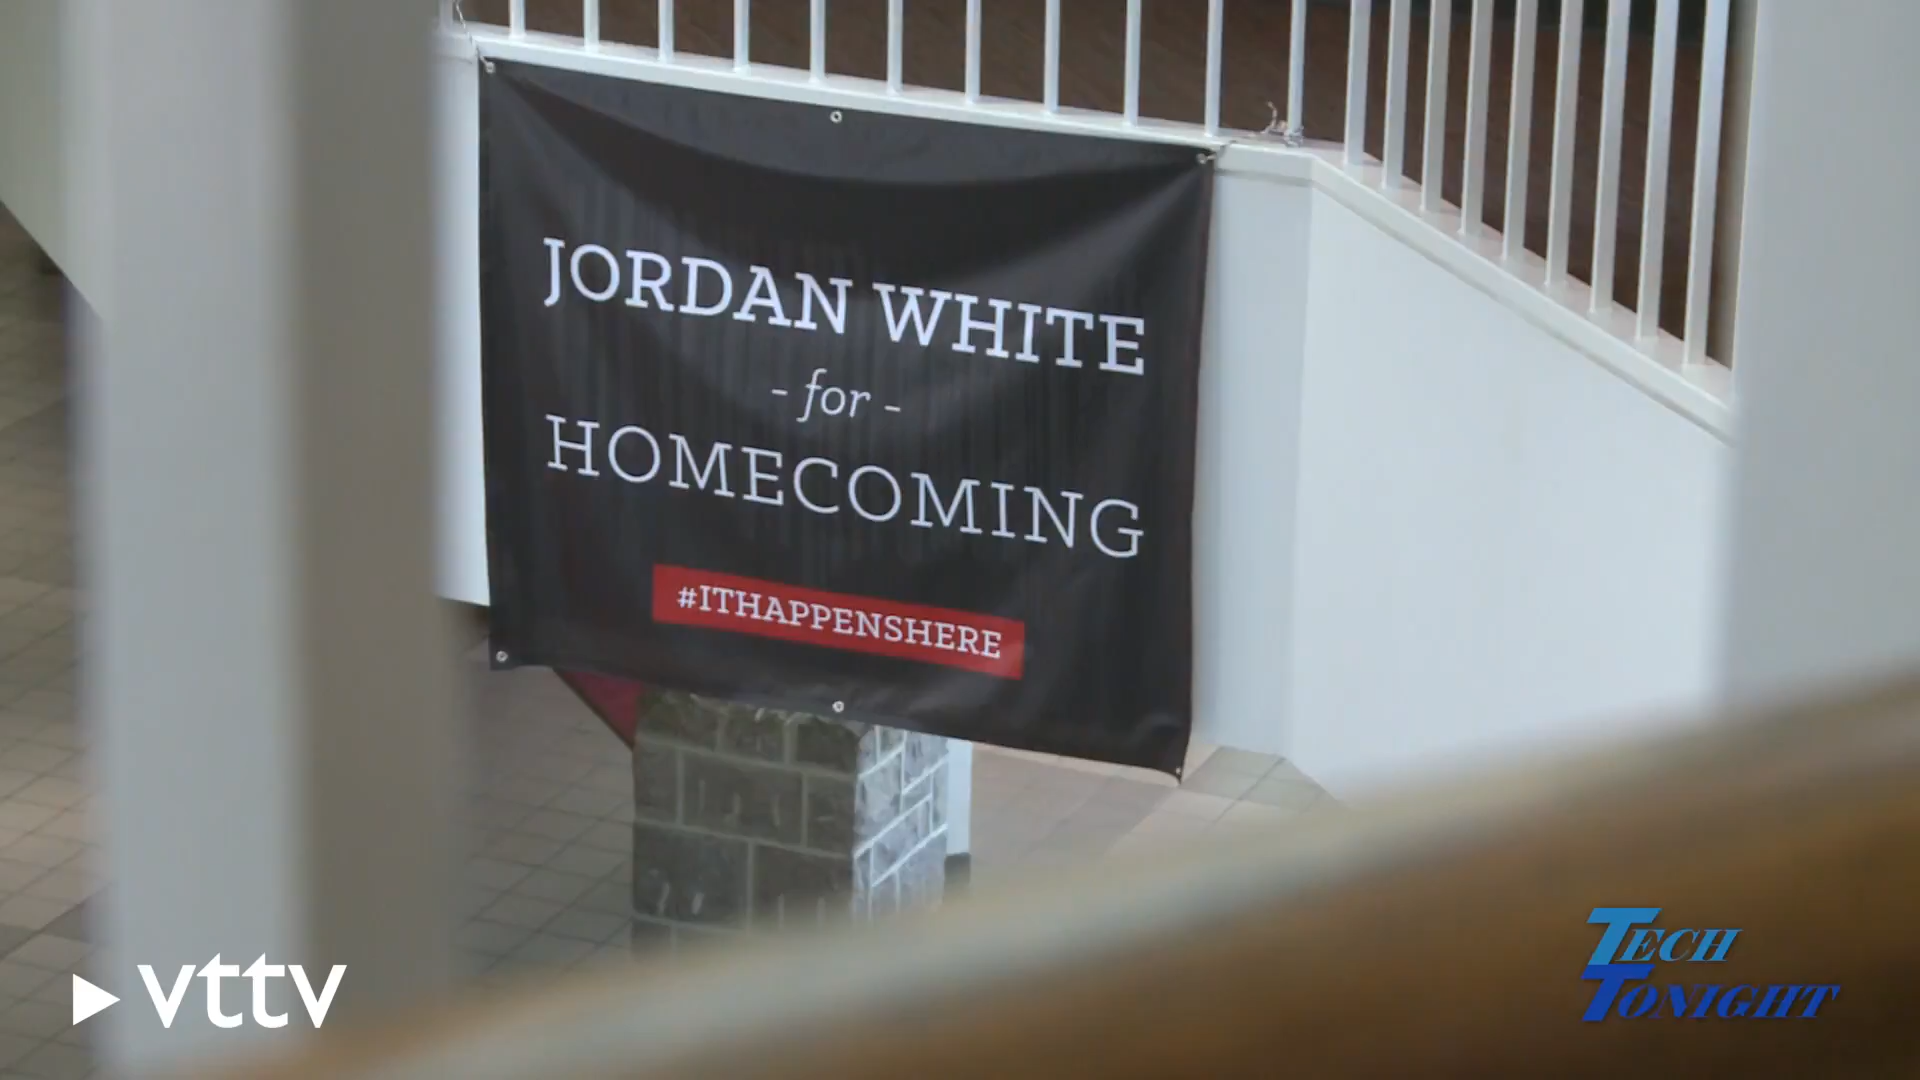 JORDAN WHITE
- for -
HOMECOMING
#ITHAPPENSHERE
vttv
TECH
TONIGHT